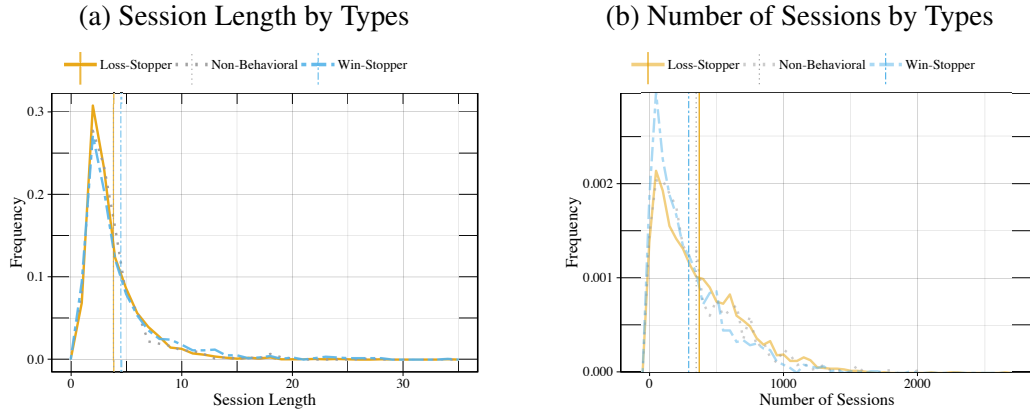 (a) Session Length by Types
Loss-Stopper Non-Behavioral Win-Stopper
Frequency
0.3
0.2
0.1
0.0
0 10 20 30
Session Length
(b) Number of Sessions by Types
Loss-Stopper Non-Behavioral Win-Stopper
Frequency
0.002
0.001
0.000
0 1000 2000
Number of Sessions